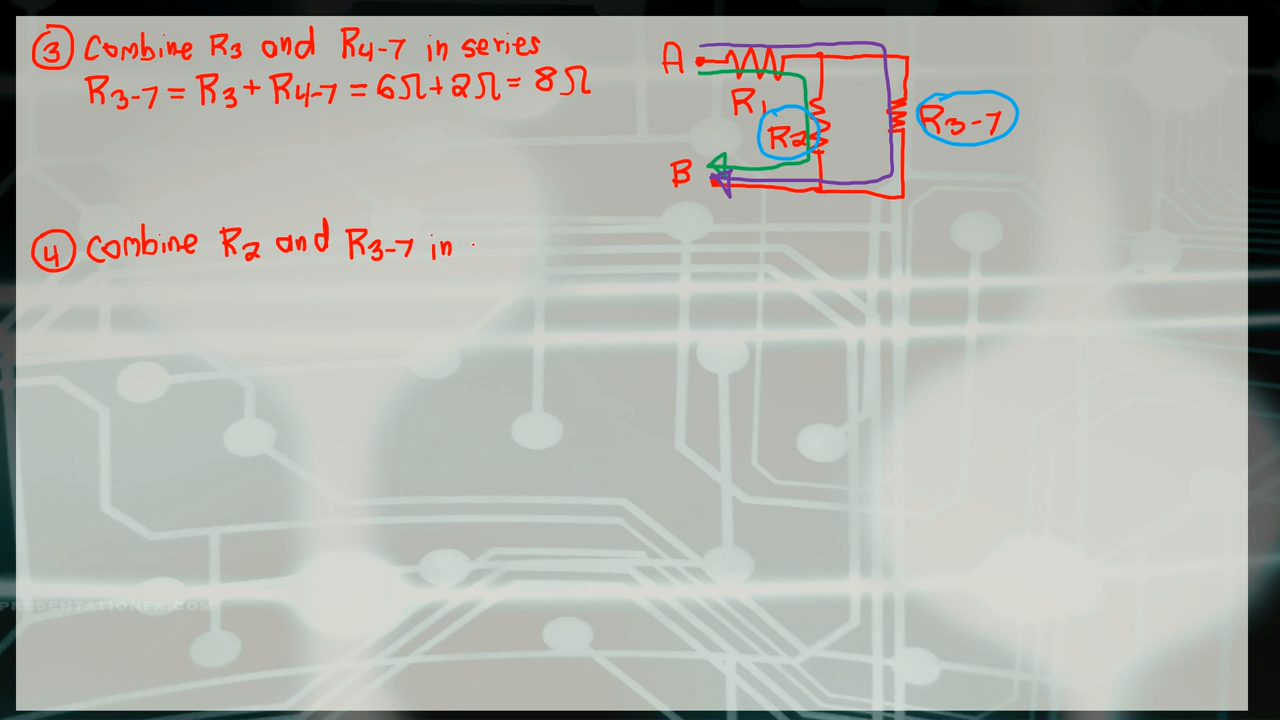 ③ Combine R3 and R4-7 in series
R3-7 = R3 + R4-7 = 6Ω + 2Ω = 8Ω
A
R1
R2
R3-7
B
④ Combine R2 and R3-7 in
PRESENTATIONEX.COM